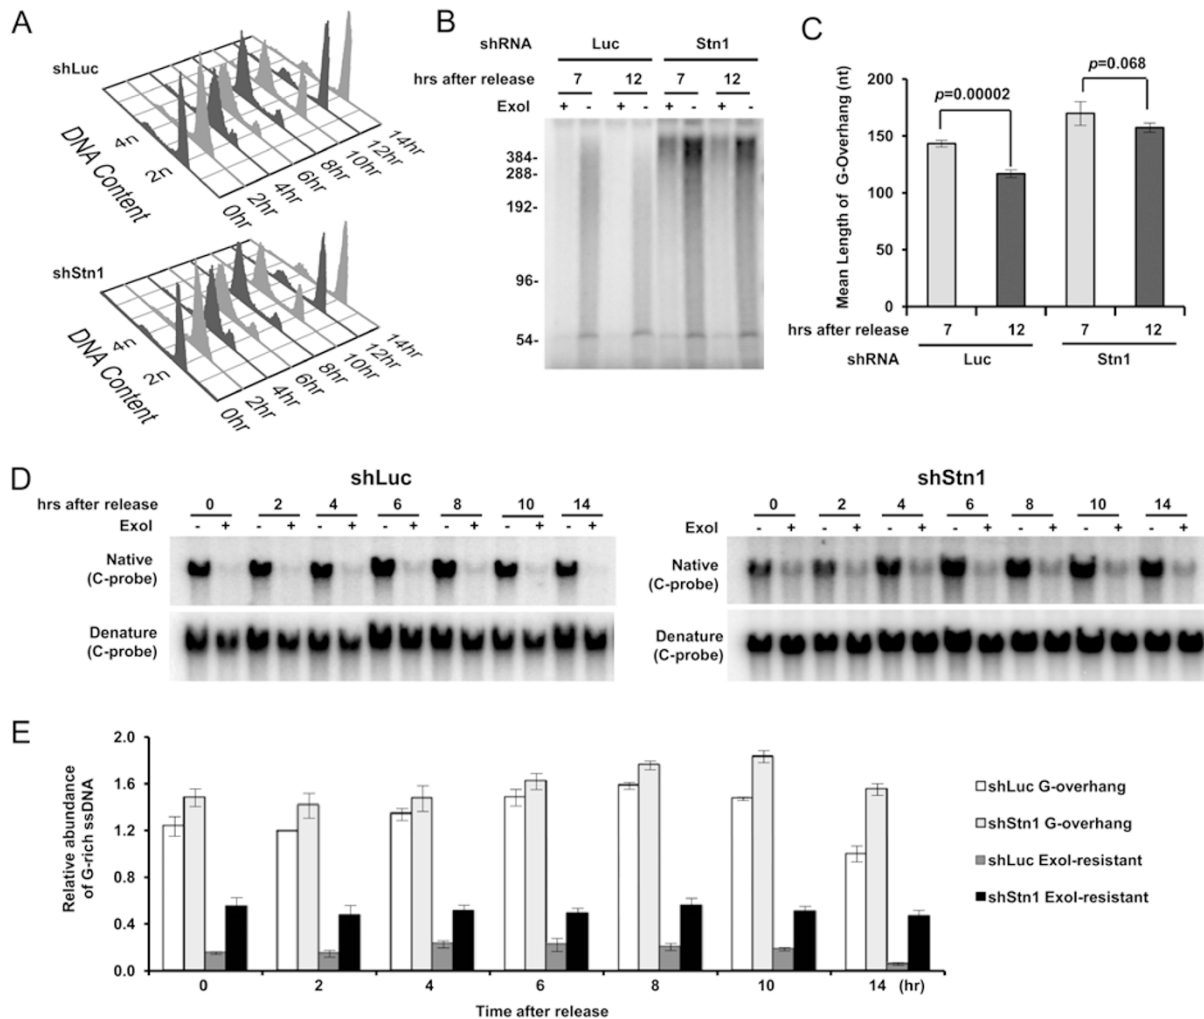 A
shLuc
4n
2n
DNA Content
0hr
2hr
4hr
6hr
8hr
10hr
12hr
14hr
shStn1
4n
2n
DNA Content
0hr
2hr
4hr
6hr
8hr
10hr
12hr
14hr
B
shRNA Luc Stn1
hrs after release 7 12 7 12
ExoI + - + - + - + -
384-
288-
192-
96-
54-
C
Mean Length of G-Overhang (nt)
200
150
100
50
0
p=0.00002
p=0.068
hrs after release 7 12 7 12
shRNA Luc Stn1
D
shLuc
hrs after release 0 2 4 6 8 10 14
ExoI - + - + - + - + - + - + - +
Native
(C-probe)
Denature
(C-probe)
shStn1
0 2 4 6 8 10 14
ExoI - + - + - + - + - + - + - +
Native
(C-probe)
Denature
(C-probe)
E
Relative abundance
of G-rich ssDNA
2.0
1.6
1.2
0.8
0.4
0.0
0 2 4 6 8 10 14 (hr)
Time after release
shLuc G-overhang
shStn1 G-overhang
shLuc ExoI-resistant
shStn1 ExoI-resistant